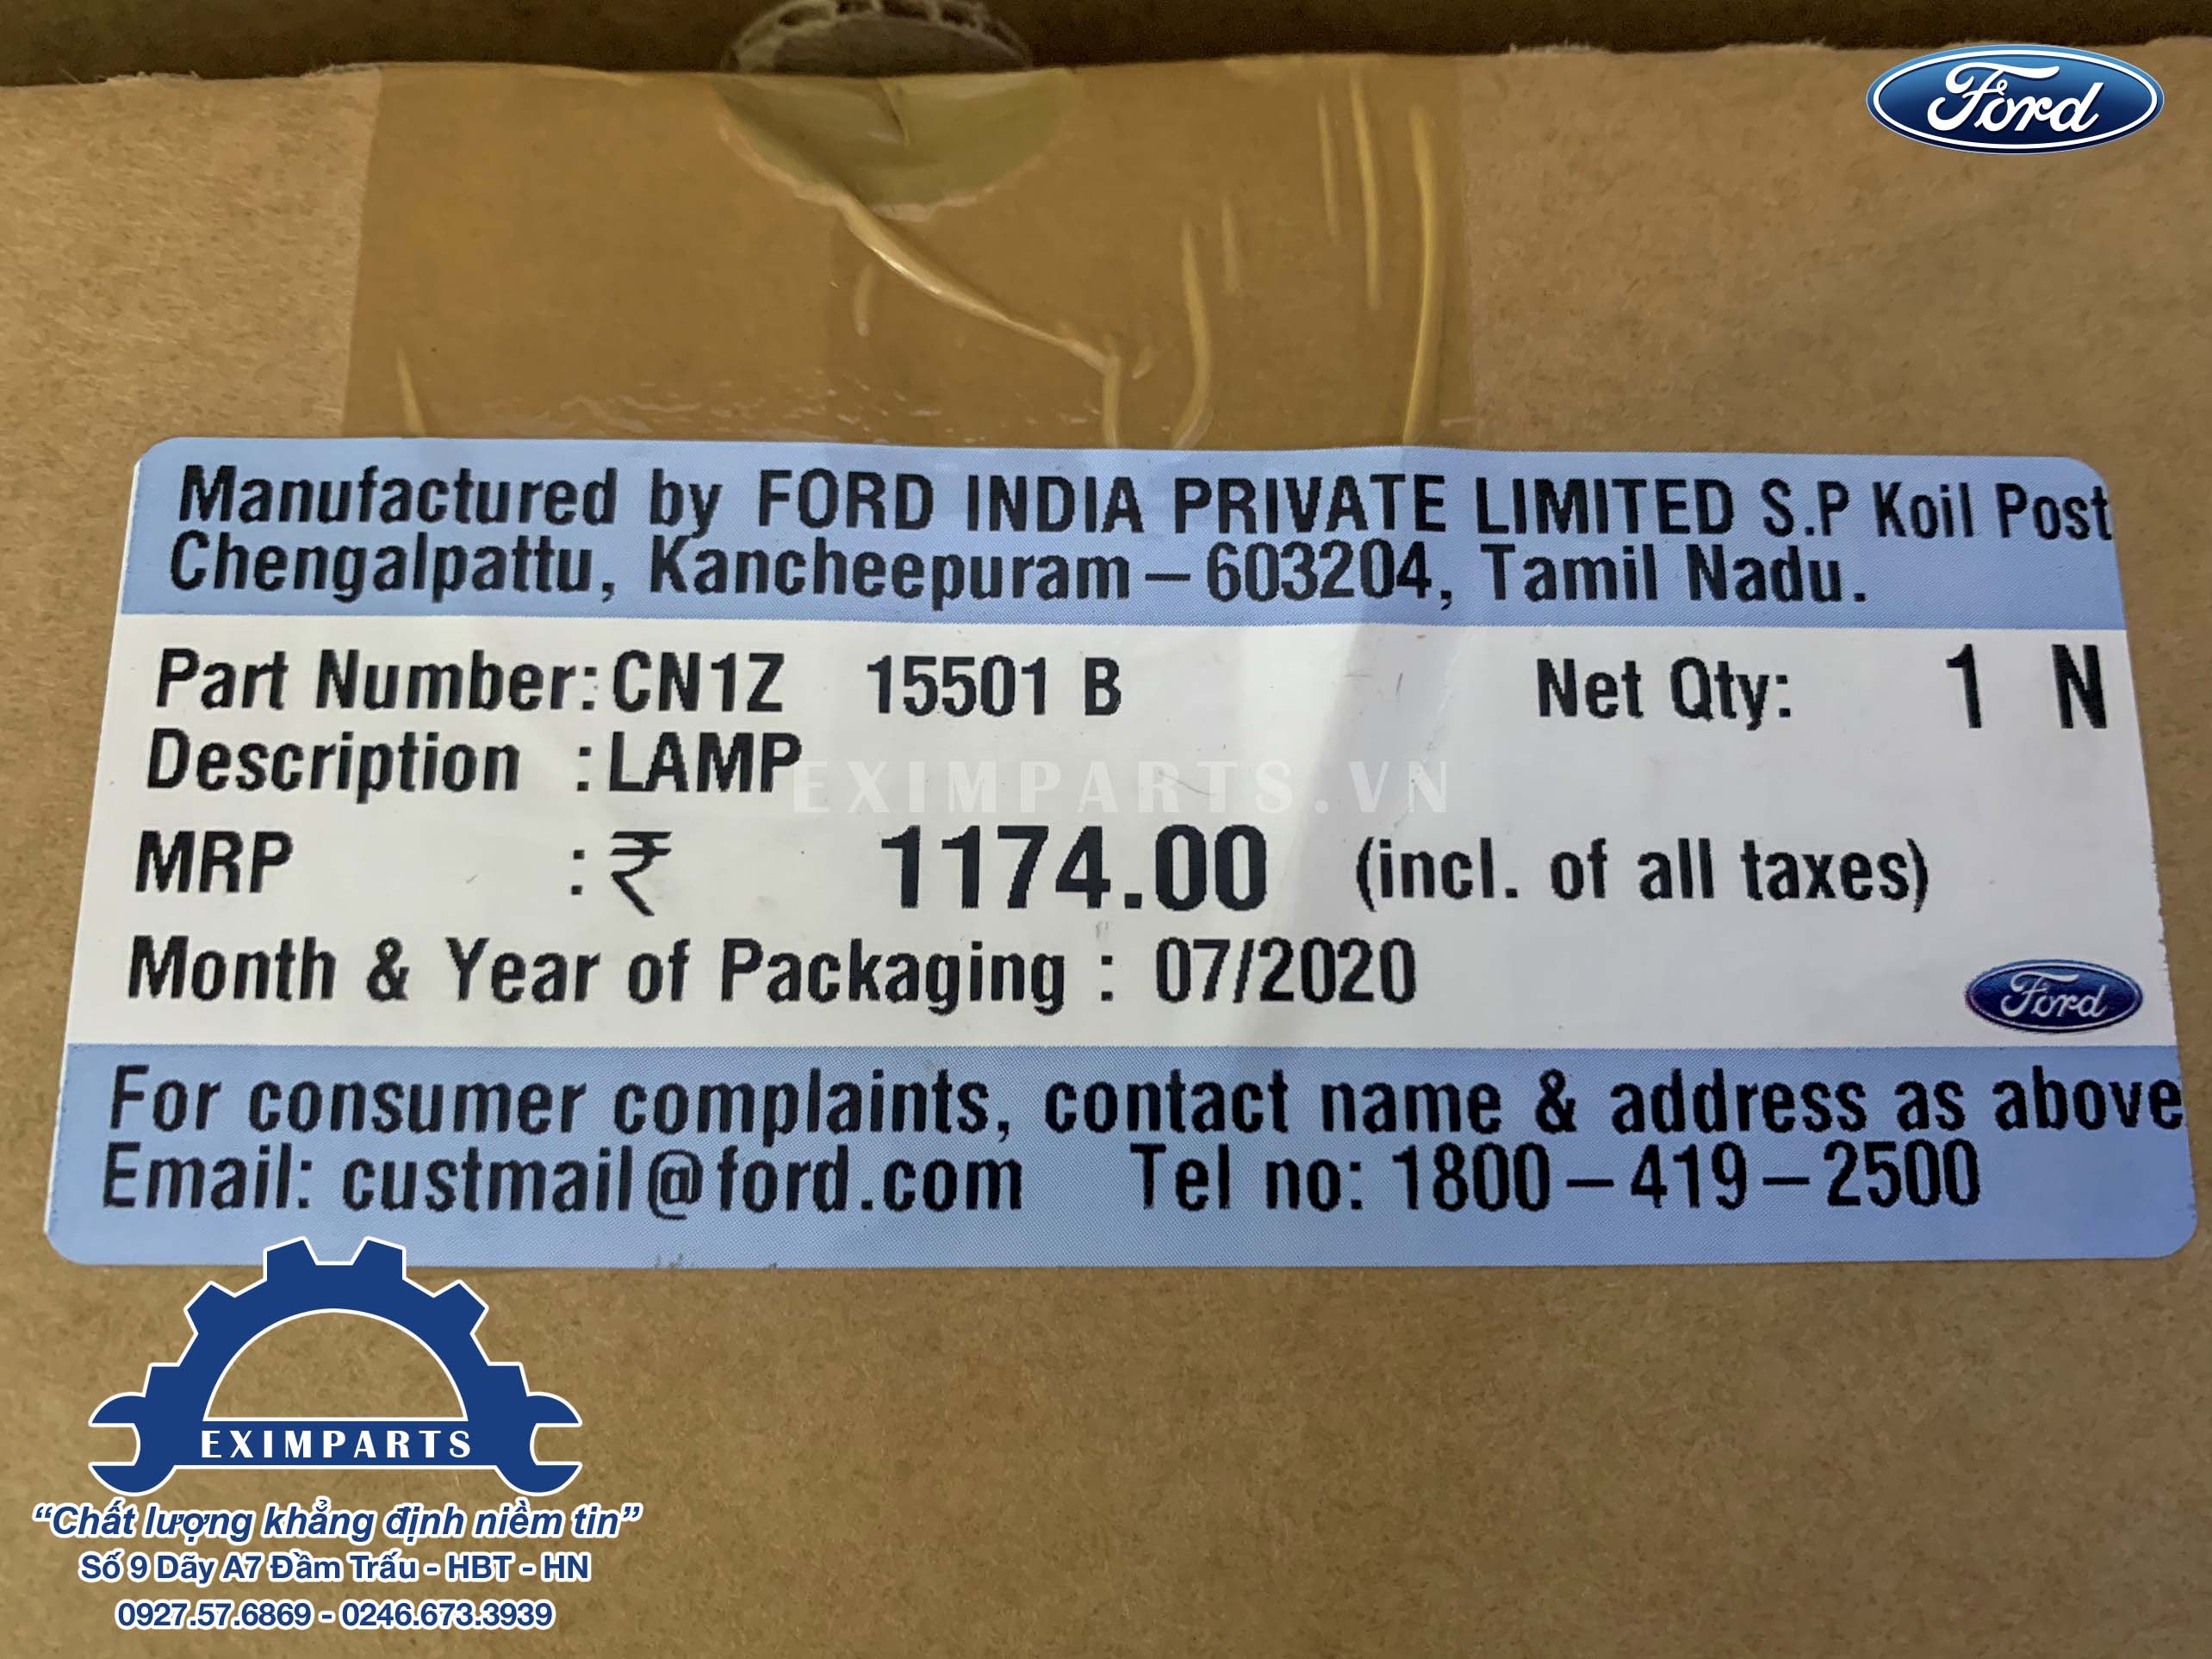 Ford
Manufactured by FORD INDIA PRIVATE LIMITED S.P Koil Post
Chengalpattu, Kancheepuram – 603204, Tamil Nadu.
Part Number: CN1Z 15501 B Net Qty: 1 N
Description : LAMP
EXIMPARTS.VN
MRP : ₹ 1174.00 (incl. of all taxes)
Month & Year of Packaging : 07/2020
Ford
For consumer complaints, contact name & address as above
Email: custmail@ford.com Tel no: 1800–419–2500
EXIMPARTS
“Chất lượng khẳng định niềm tin”
Số 9 Dãy A7 Đầm Trấu - HBT - HN
0927.57.6869 - 0246.673.3939